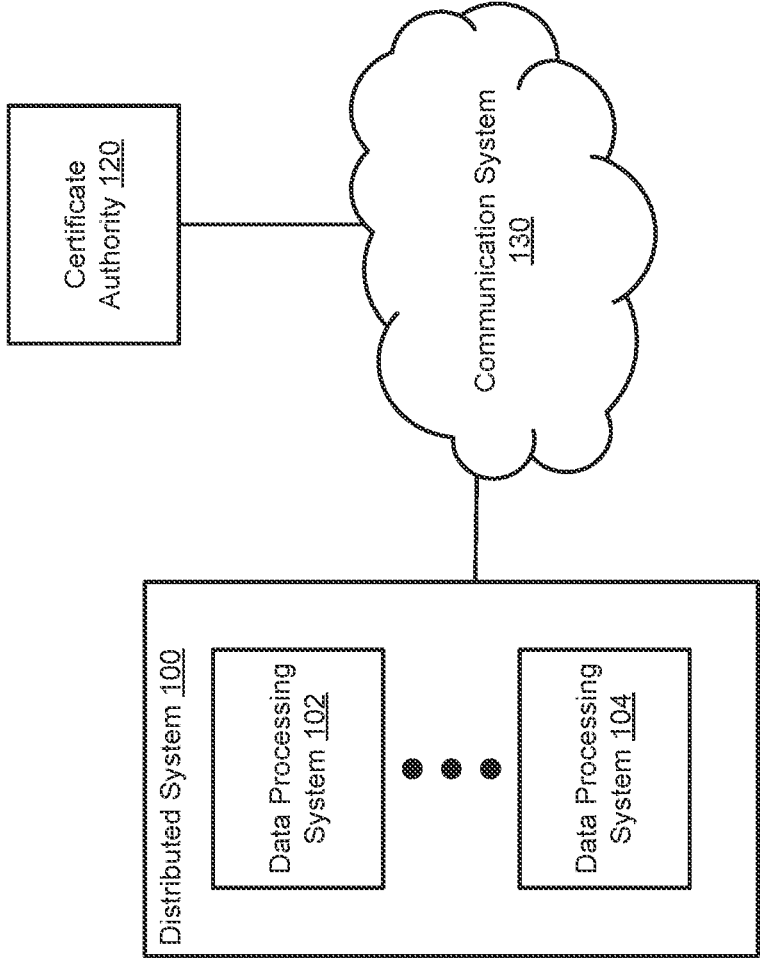 Distributed System 100
Data Processing
System 102
Data Processing
System 104
Communication System
130
Certificate
Authority 120